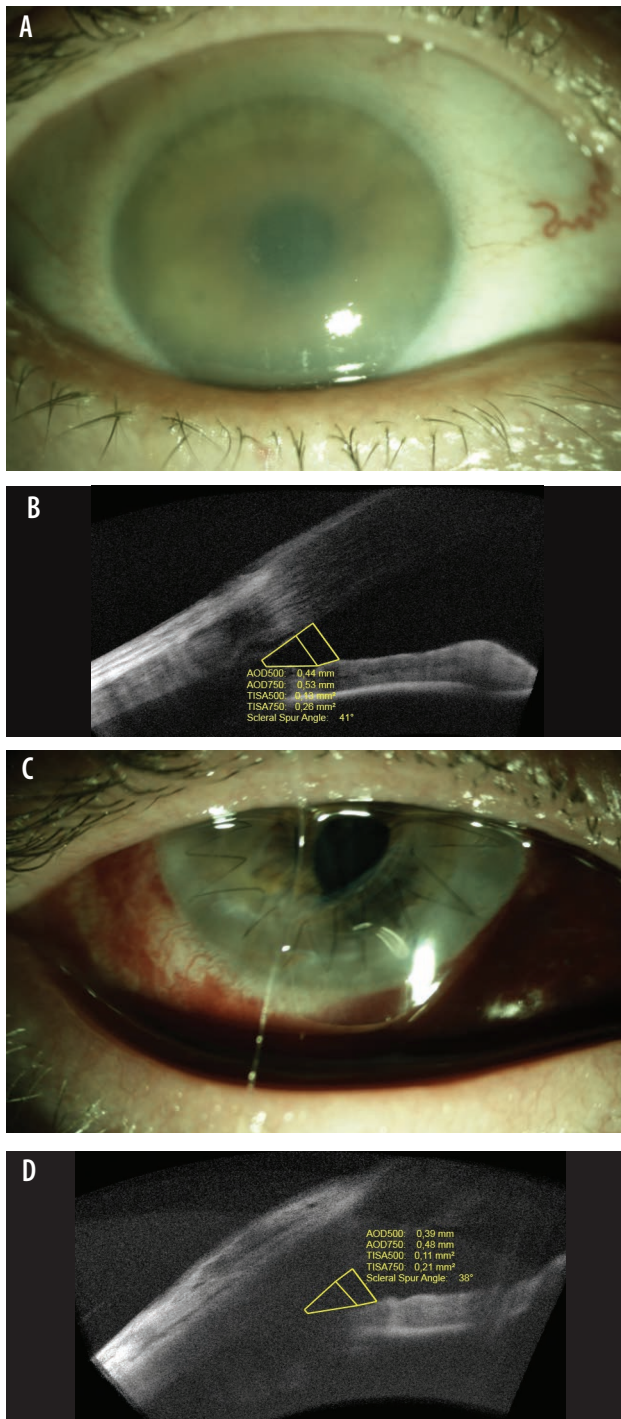 A
B
AOD500: 0,44 mm
AOD750: 0,53 mm
TISA500: 0,13 mm²
TISA750: 0,26 mm²
Scleral Spur Angle: 41°
C
D
AOD500: 0,39 mm
AOD750: 0,48 mm
TISA500: 0,11 mm²
TISA750: 0,21 mm²
Scleral Spur Angle: 38°